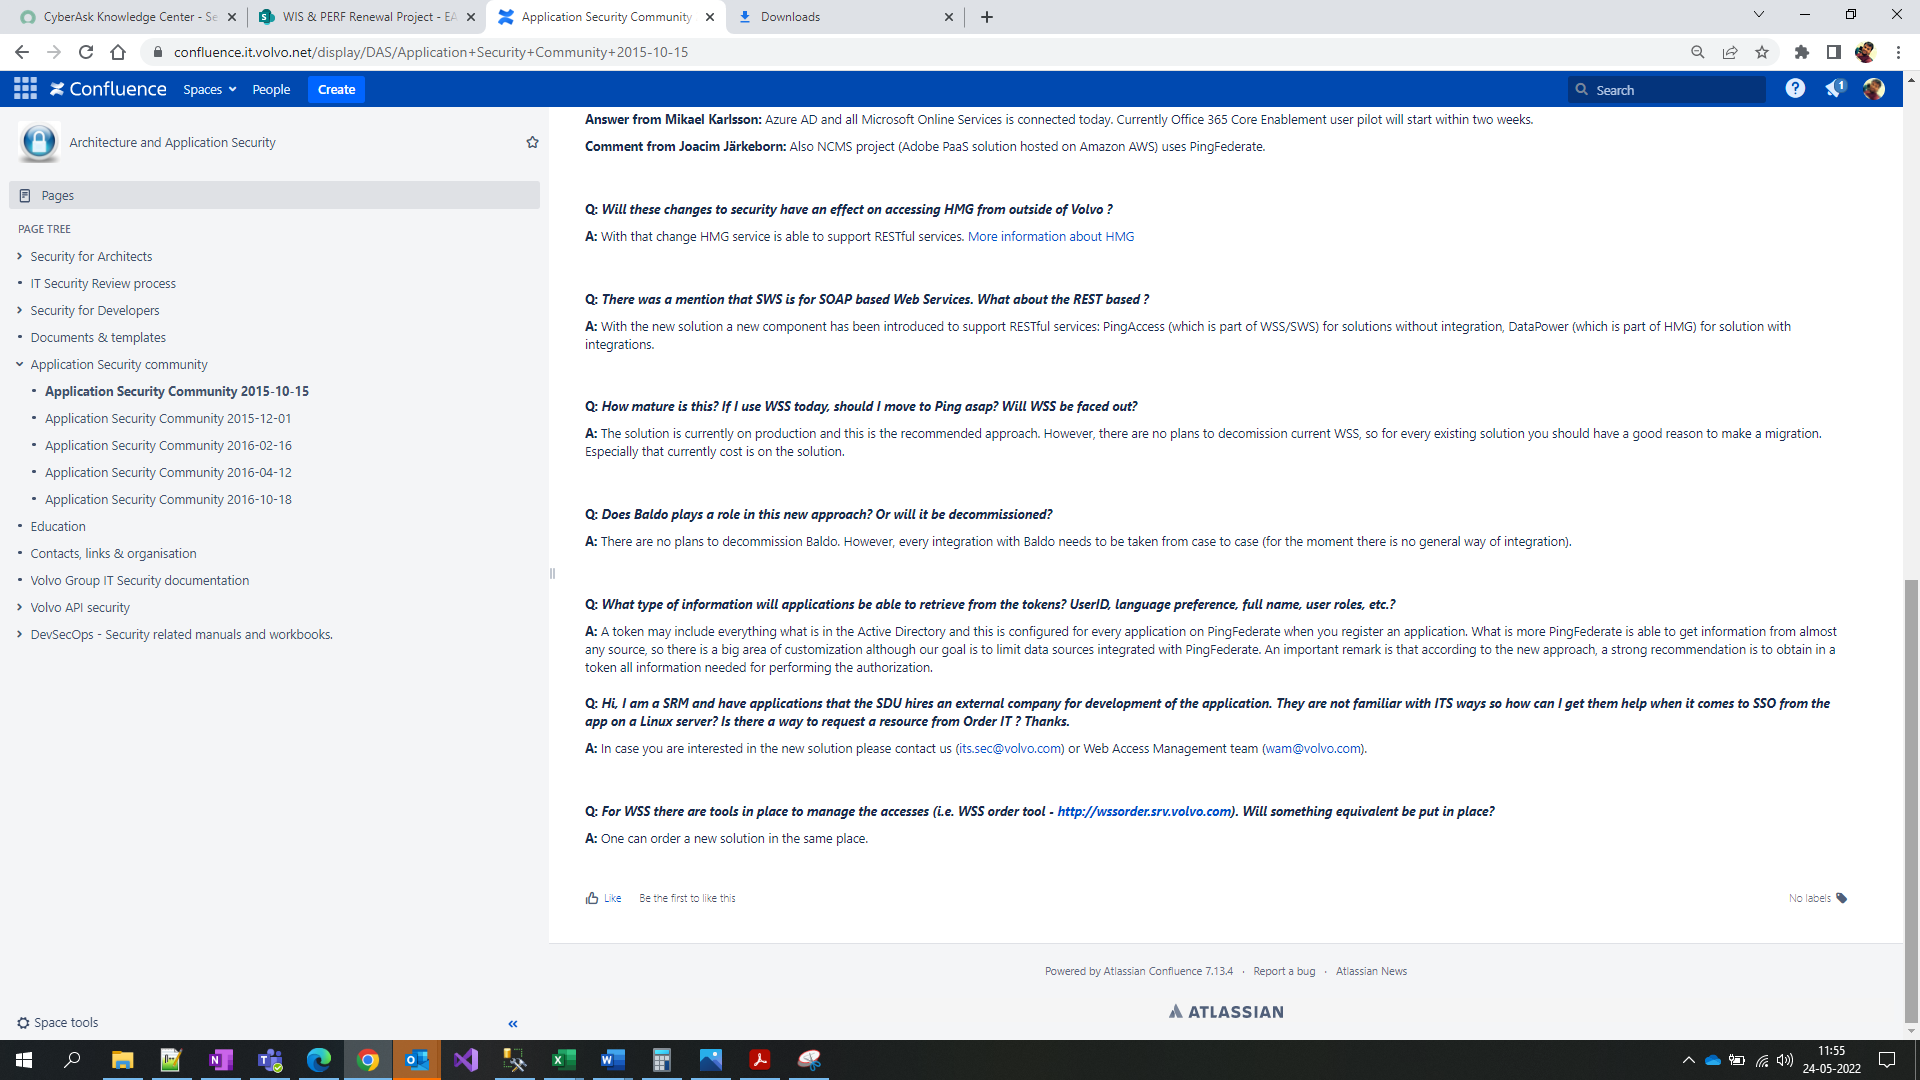 CyberAsk Knowledge Center - Se
WIS & PERF Renewal Project - EA
Application Security Community
Downloads
confluence.it.volvo.net/display/DAS/Application+Security+Community+2015-10-15
Confluence
Spaces
People
Create
Search
1
Architecture and Application Security
Pages
PAGE TREE
Security for Architects
IT Security Review process
Security for Developers
Documents & templates
Application Security community
Application Security Community 2015-10-15
Application Security Community 2015-12-01
Application Security Community 2016-02-16
Application Security Community 2016-04-12
Application Security Community 2016-10-18
Education
Contacts, links & organisation
Volvo Group IT Security documentation
Volvo API security
DevSecOps - Security related manuals and workbooks.
Space tools
Answer from Mikael Karlsson: Azure AD and all Microsoft Online Services is connected today. Currently Office 365 Core Enablement user pilot will start within two weeks.
Comment from Joacim Järkeborn: Also NCMS project (Adobe PaaS solution hosted on Amazon AWS) uses PingFederate.
Q: Will these changes to security have an effect on accessing HMG from outside of Volvo ?
A: With that change HMG service is able to support RESTful services. More information about HMG
Q: There was a mention that SWS is for SOAP based Web Services. What about the REST based ?
A: With the new solution a new component has been introduced to support RESTful services: PingAccess (which is part of WSS/SWS) for solutions without integration, DataPower (which is part of HMG) for solution with
integrations.
Q: How mature is this? If I use WSS today, should I move to Ping asap? Will WSS be faced out?
A: The solution is currently on production and this is the recommended approach. However, there are no plans to decomission current WSS, so for every existing solution you should have a good reason to make a migration.
Especially that currently cost is on the solution.
Q: Does Baldo plays a role in this new approach? Or will it be decommissioned?
A: There are no plans to decommission Baldo. However, every integration with Baldo needs to be taken from case to case (for the moment there is no general way of integration).
Q: What type of information will applications be able to retrieve from the tokens? UserID, language preference, full name, user roles, etc.?
A: A token may include everything what is in the Active Directory and this is configured for every application on PingFederate when you register an application. What is more PingFederate is able to get information from almost
any source, so there is a big area of customization although our goal is to limit data sources integrated with PingFederate. An important remark is that according to the new approach, a strong recommendation is to obtain in a
token all information needed for performing the authorization.
Q: Hi, I am a SRM and have applications that the SDU hires an external company for development of the application. They are not familiar with ITS ways so how can I get them help when it comes to SSO from the
app on a Linux server? Is there a way to request a resource from Order IT ? Thanks.
A: In case you are interested in the new solution please contact us (its.sec@volvo.com) or Web Access Management team (wam@volvo.com).
Q: For WSS there are tools in place to manage the accesses (i.e. WSS order tool - http://wssorder.srv.volvo.com). Will something equivalent be put in place?
A: One can order a new solution in the same place.
Like
Be the first to like this
No labels
Powered by Atlassian Confluence 7.13.4 · Report a bug · Atlassian News
ATLASSIAN
11:55
24-05-2022